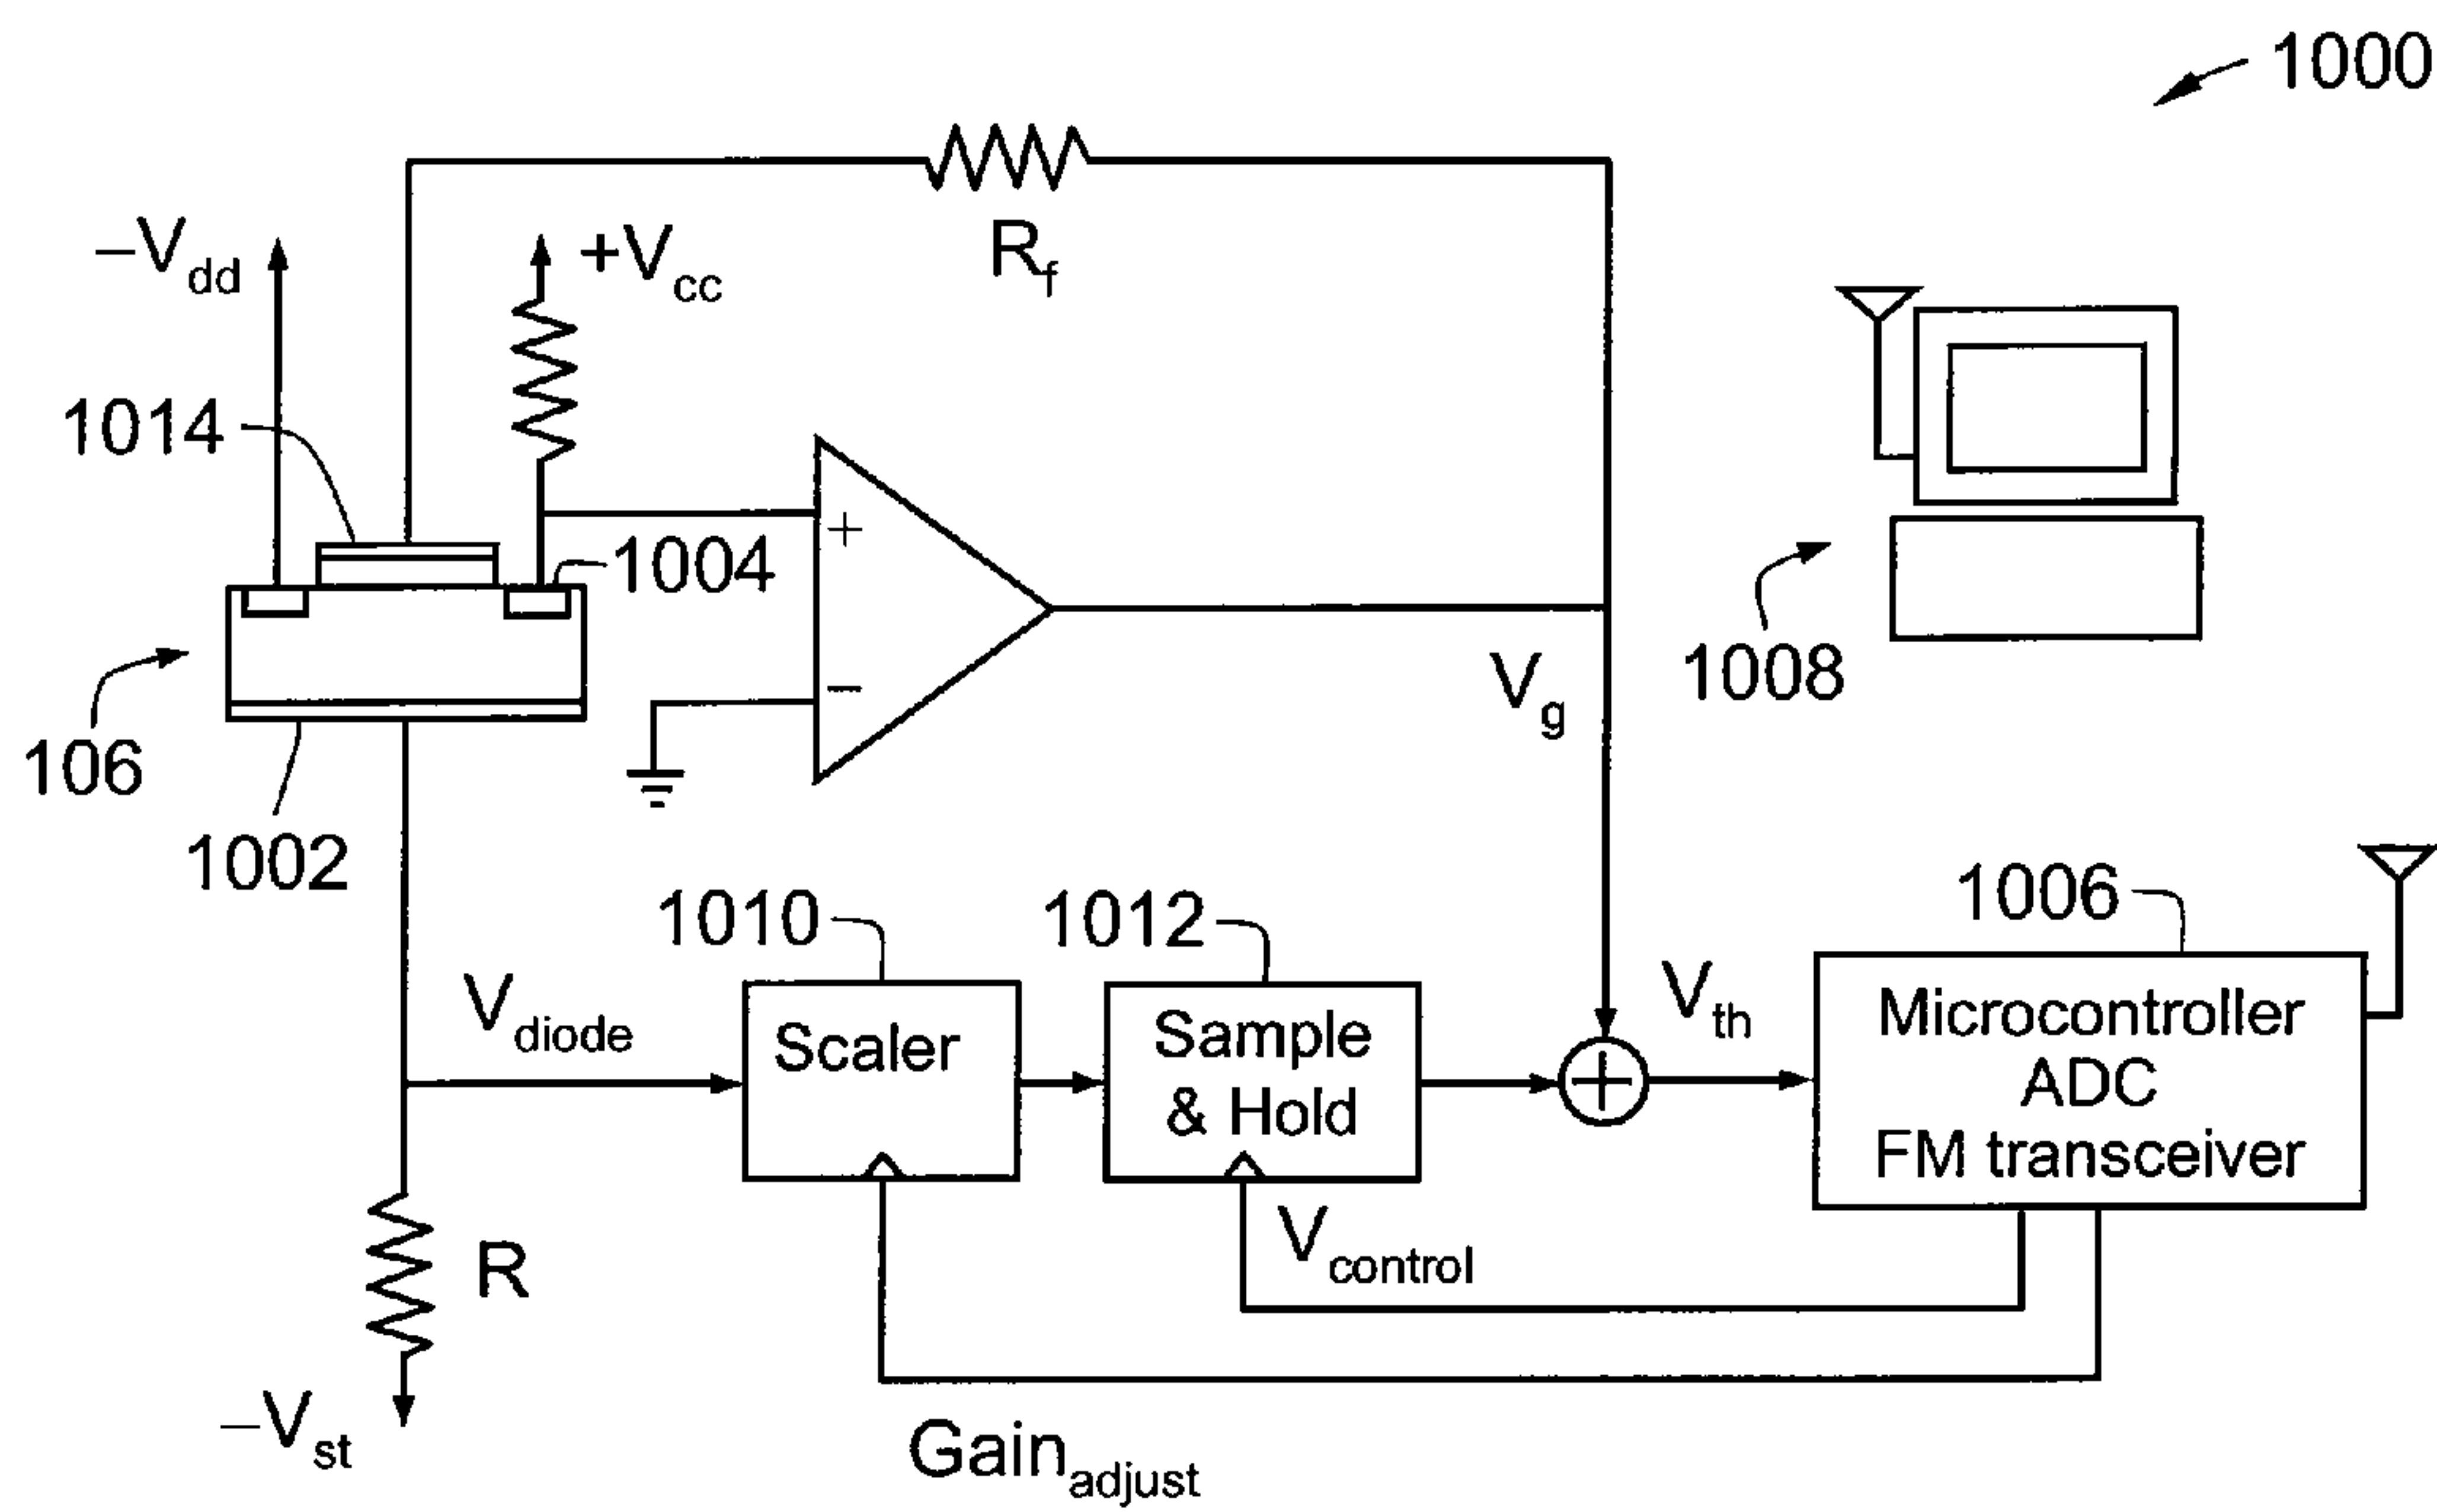 1000
−Vdd
+Vcc
Rf
1014
1004
+
−
Vg
1008
106
1002
1010
1012
1006
Vdiode
Scaler
Sample
& Hold
Vth
Microcontroller
ADC
FM transceiver
R
Vcontrol
−Vst
Gainadjust